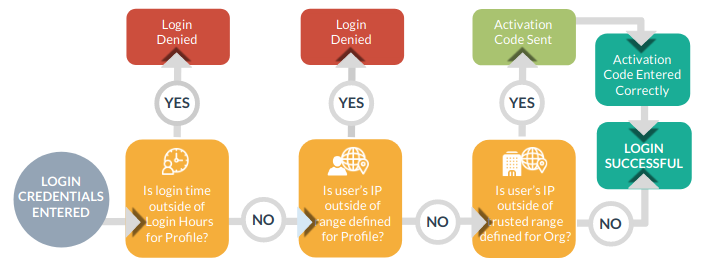 Login
Denied
Login
Denied
Activation
Code Sent
Activation
Code Entered
Correctly
YES
YES
YES
LOGIN
SUCCESSFUL
LOGIN
CREDENTIALS
ENTERED
Is login time
outside of
Login Hours
for Profile?
NO
Is user's IP
outside of
range defined
for Profile?
NO
Is user's IP
outside of
trusted range
defined for Org?
NO